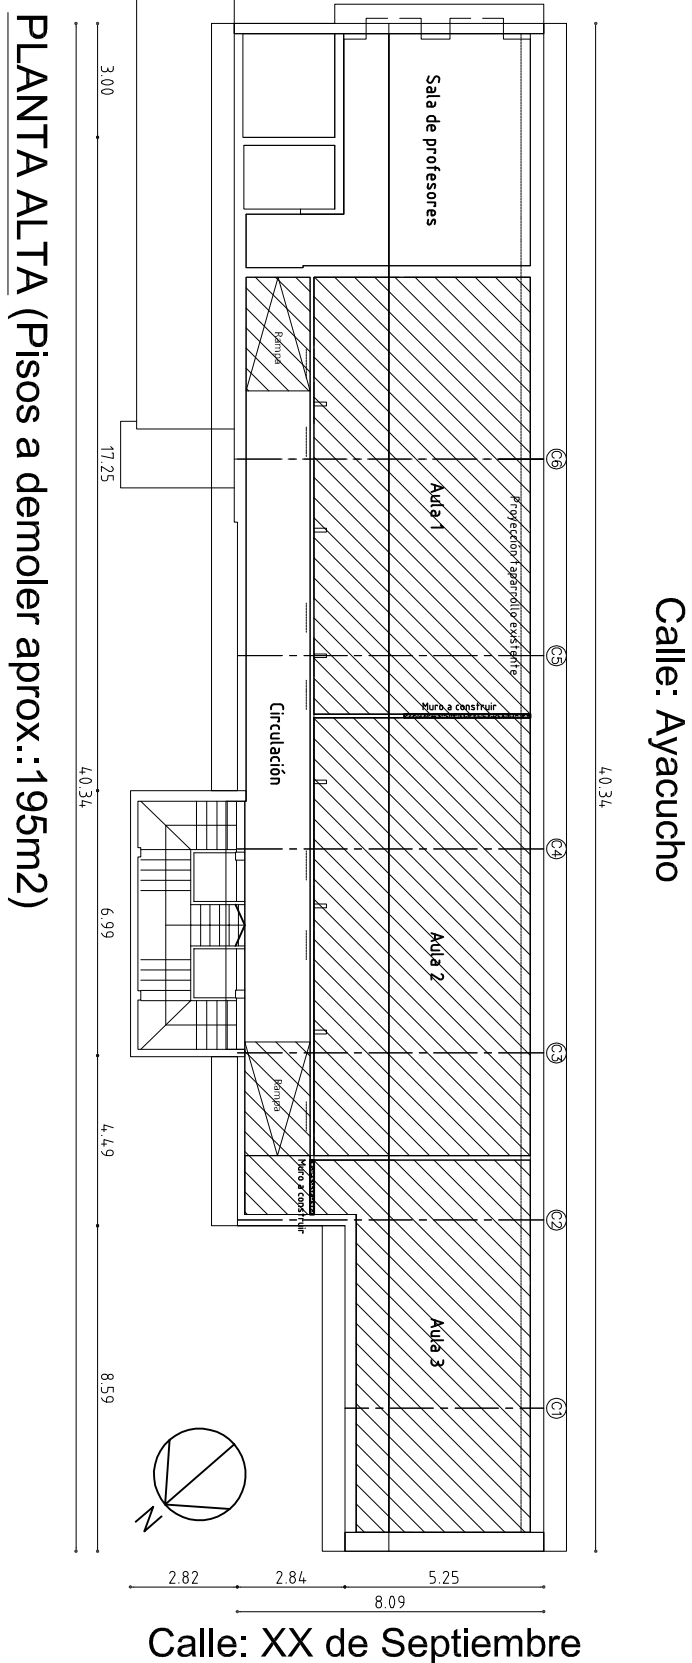 PLANTA ALTA (Pisos a demoler aprox.:195m2)
Calle: Ayacucho
Calle: XX de Septiembre
40.34
40.34
3.00
17.25
6.99
4.49
8.59
2.82
2.84
5.25
8.09
Sala de profesores
Rampa
Aula 1
Proyección taparrollo existente
Muro a construir
Circulación
Aula 2
Rampa
Muro a construir
Aula 3
C6
C5
C4
C3
C2
C1
N